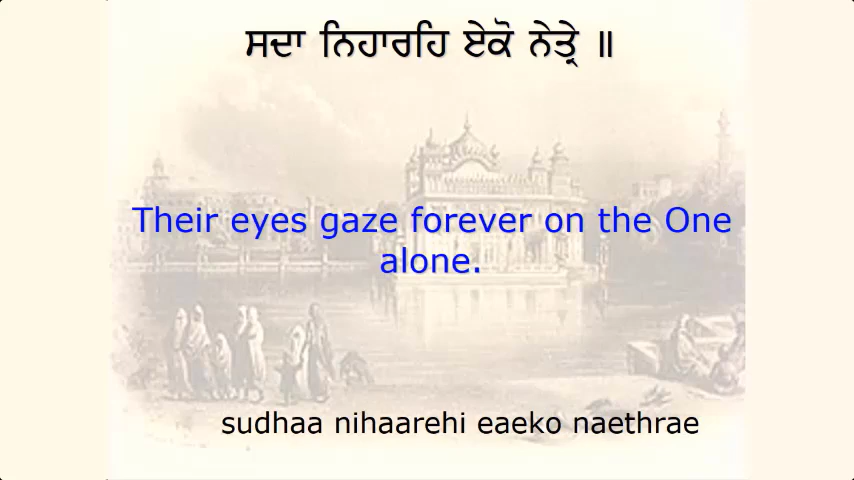 ਸਦਾ ਨਿਹਾਰਹਿ ਏਕੋ ਨੇਤ੍ਰੇ ॥
Their eyes gaze forever on the One
alone.
sudhaa nihaarehi eaeko naethrae